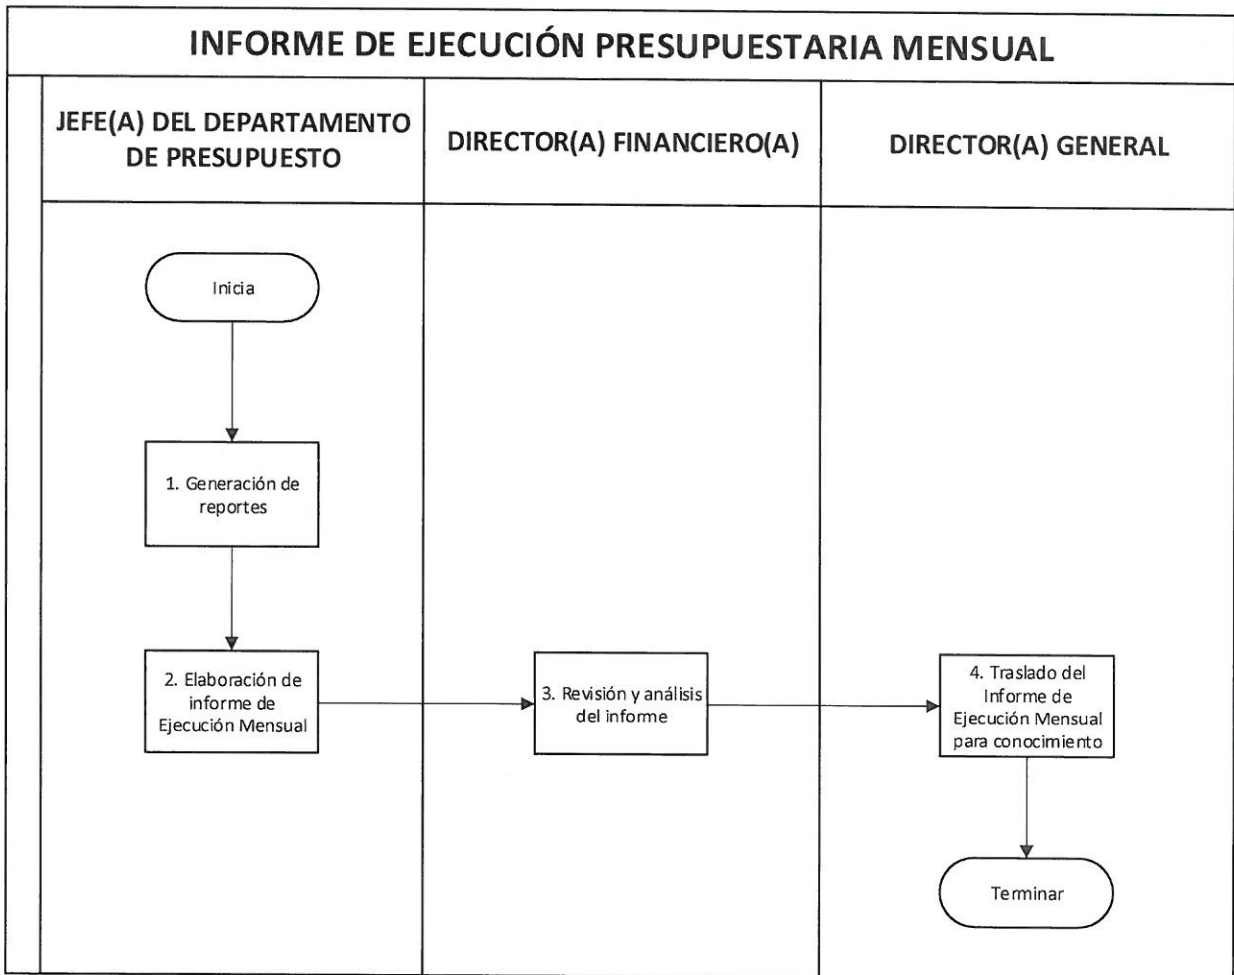 INFORME DE EJECUCIÓN PRESUPUESTARIA MENSUAL
JEFE(A) DEL DEPARTAMENTO
DE PRESUPUESTO
DIRECTOR(A) FINANCIERO(A)
DIRECTOR(A) GENERAL
Inicia
1. Generación de
reportes
2. Elaboración de
informe de
Ejecución Mensual
3. Revisión y análisis
del informe
4. Traslado del
Informe de
Ejecución Mensual
para conocimiento
Terminar